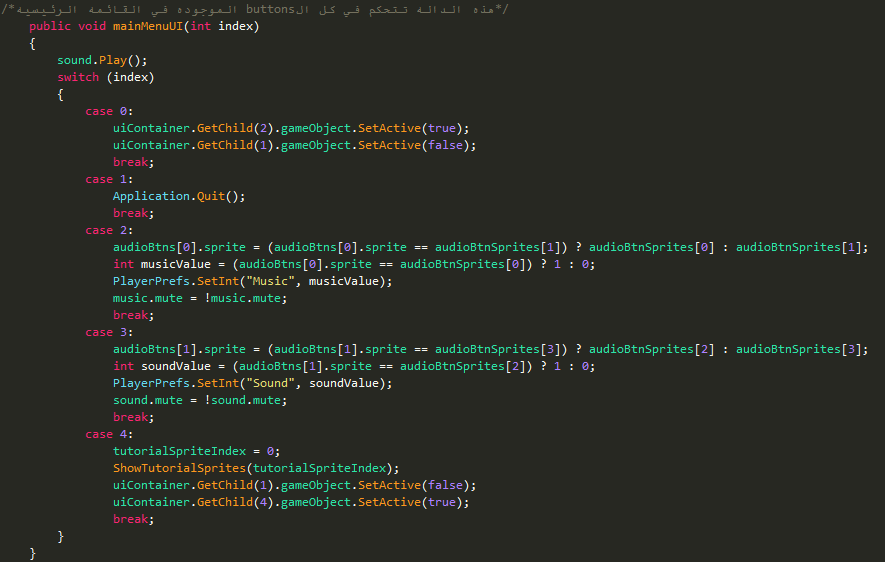 /*هذه الداله تتحكم في كل الbuttons الموجوده في القائمه الرئيسية*/
public void mainMenuUI(int index)
{
sound.Play();
switch (index)
{
case 0:
uiContainer.GetChild(2).gameObject.SetActive(true);
uiContainer.GetChild(1).gameObject.SetActive(false);
break;
case 1:
Application.Quit();
break;
case 2:
audioBtns[0].sprite = (audioBtns[0].sprite == audioBtnSprites[1]) ? audioBtnSprites[0] : audioBtnSprites[1];
int musicValue = (audioBtns[0].sprite == audioBtnSprites[0]) ? 1 : 0;
PlayerPrefs.SetInt("Music", musicValue);
music.mute = !music.mute;
break;
case 3:
audioBtns[1].sprite = (audioBtns[1].sprite == audioBtnSprites[3]) ? audioBtnSprites[2] : audioBtnSprites[3];
int soundValue = (audioBtns[1].sprite == audioBtnSprites[2]) ? 1 : 0;
PlayerPrefs.SetInt("Sound", soundValue);
sound.mute = !sound.mute;
break;
case 4:
tutorialSpriteIndex = 0;
ShowTutorialSprites(tutorialSpriteIndex);
uiContainer.GetChild(1).gameObject.SetActive(false);
uiContainer.GetChild(4).gameObject.SetActive(true);
break;
}
}